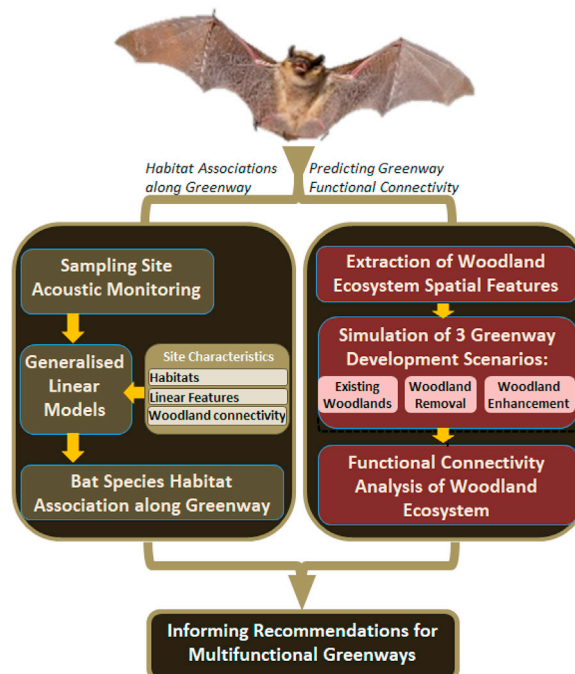 Habitat Associations
along Greenway
Predicting Greenway
Functional Connectivity
Sampling Site
Acoustic Monitoring
Generalised
Linear
Models
Site Characteristics
Habitats
Linear Features
Woodland connectivity
Bat Species Habitat
Association along Greenway
Extraction of Woodland
Ecosystem Spatial Features
Simulation of 3 Greenway
Development Scenarios:
Existing
Woodlands
Woodland
Removal
Woodland
Enhancement
Functional Connectivity
Analysis of Woodland
Ecosystem
Informing Recommendations for
Multifunctional Greenways